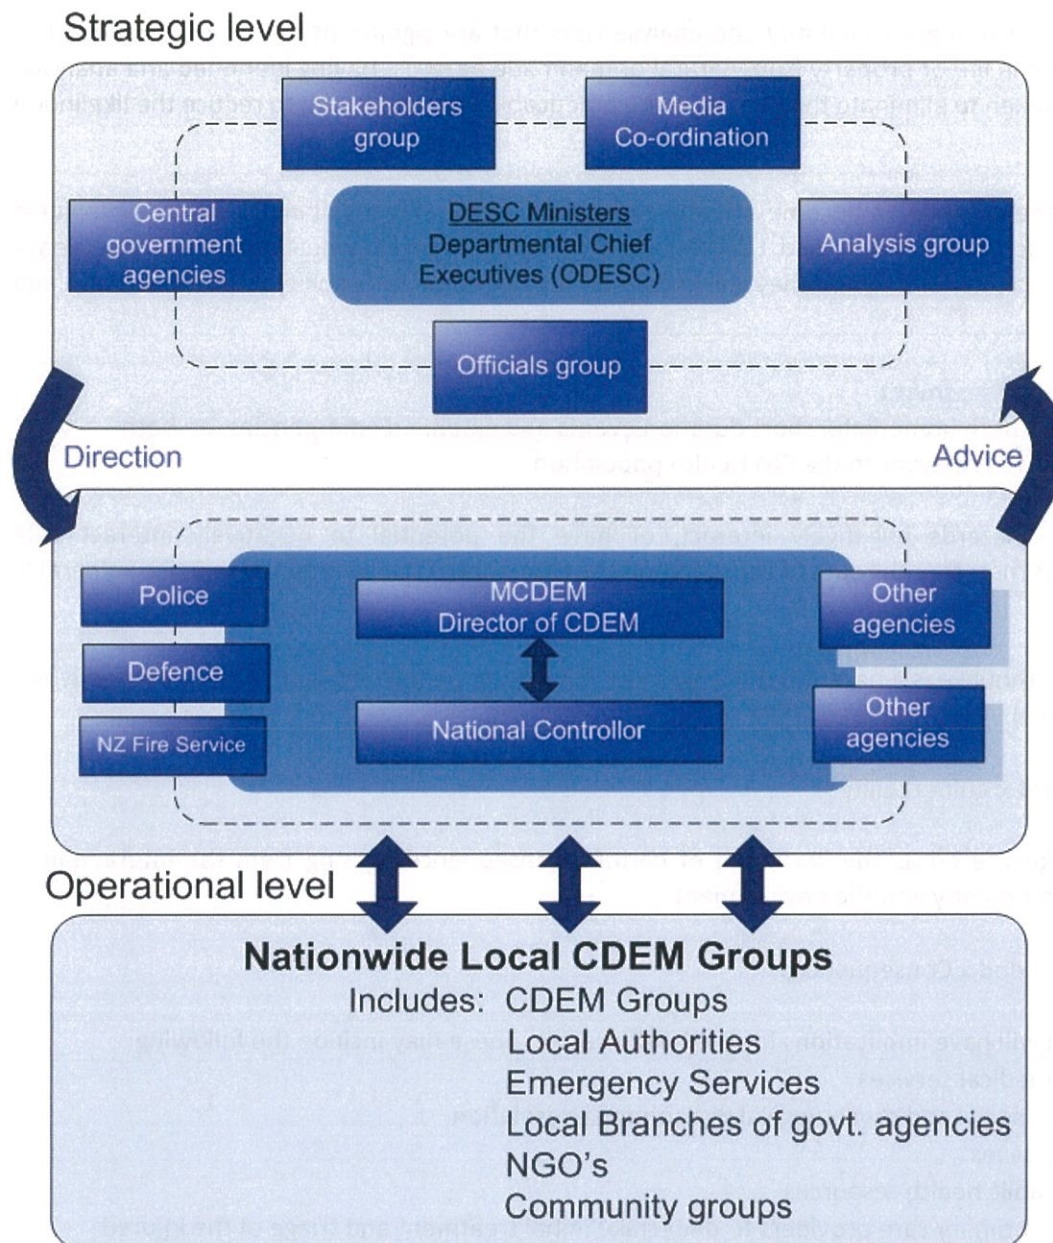 Strategic level
Stakeholders
group
Media
Co-ordination
Central
government
agencies
DESC Ministers
Departmental Chief
Executives (ODESC)
Analysis group
Officials group
Direction
Advice
Police
MCDEM
Director of CDEM
Other
agencies
Defence
NZ Fire Service
National Controllor
Other
agencies
Operational level
Nationwide Local CDEM Groups
Includes: CDEM Groups
Local Authorities
Emergency Services
Local Branches of govt. agencies
NGO's
Community groups